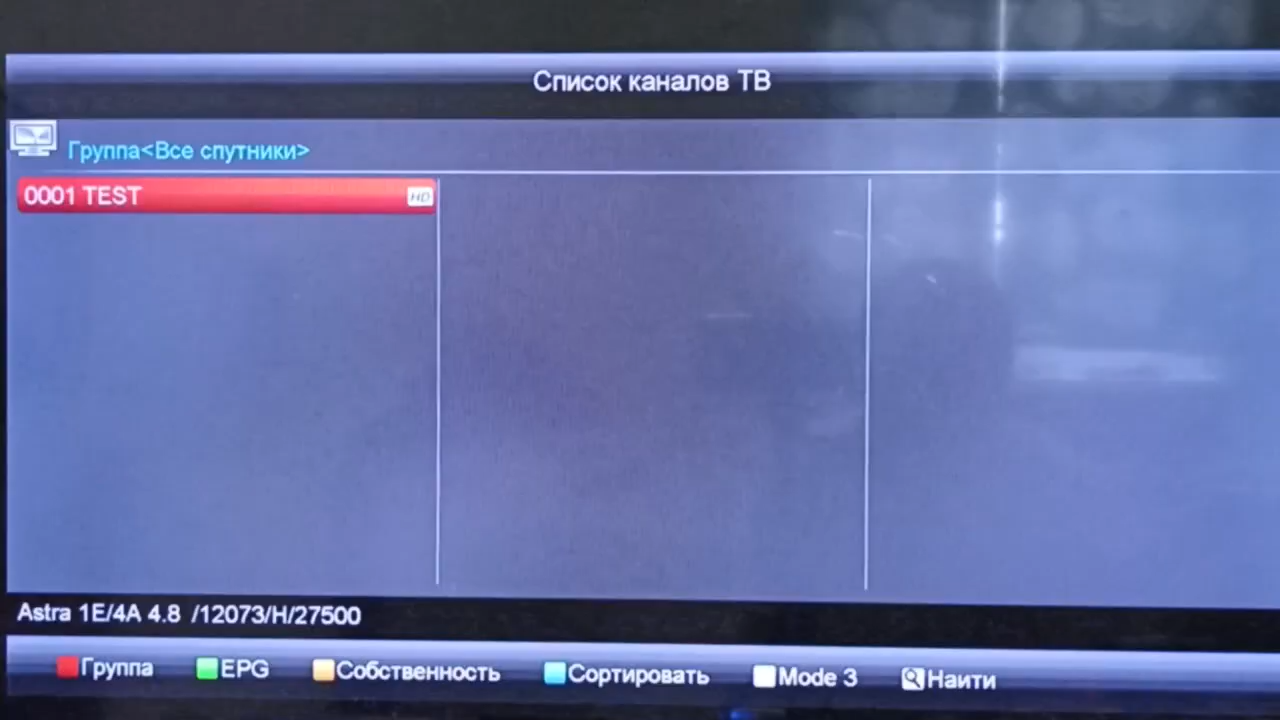 Список каналов ТВ
Группа<Все спутники>
0001 TEST HD
Astra 1E/4A 4.8 /12073/H/27500
Группа EPG Собственность Сортировать Mode 3 Наити